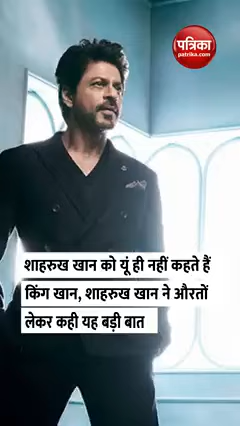 पत्रिका
patrika.com
शाहरुख खान को यूं ही नहीं कहते हैं
किंग खान, शाहरुख खान ने औरतों
लेकर कही यह बड़ी बात